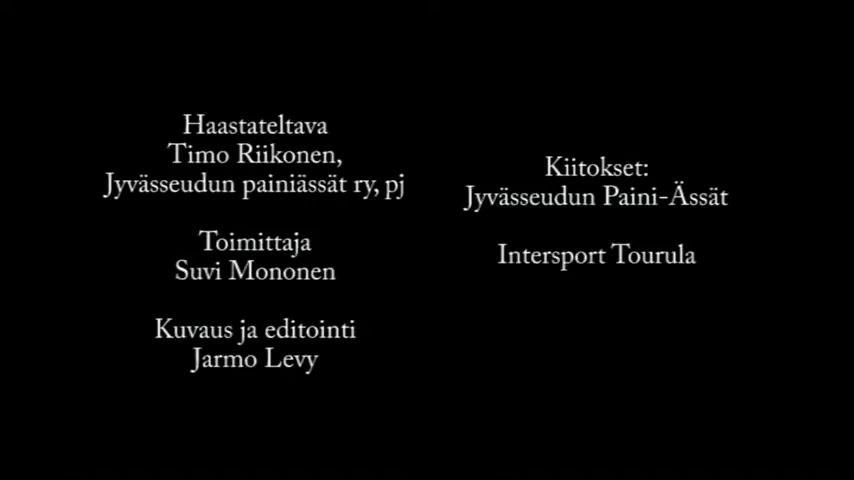 Haastateltava
Timo Riikonen,
Jyvässeudun painiässät ry, pj
Toimittaja
Suvi Mononen
Kuvaus ja editointi
Jarmo Levy
Kiitokset:
Jyvässeudun Paini-Ässät
Intersport Tourula